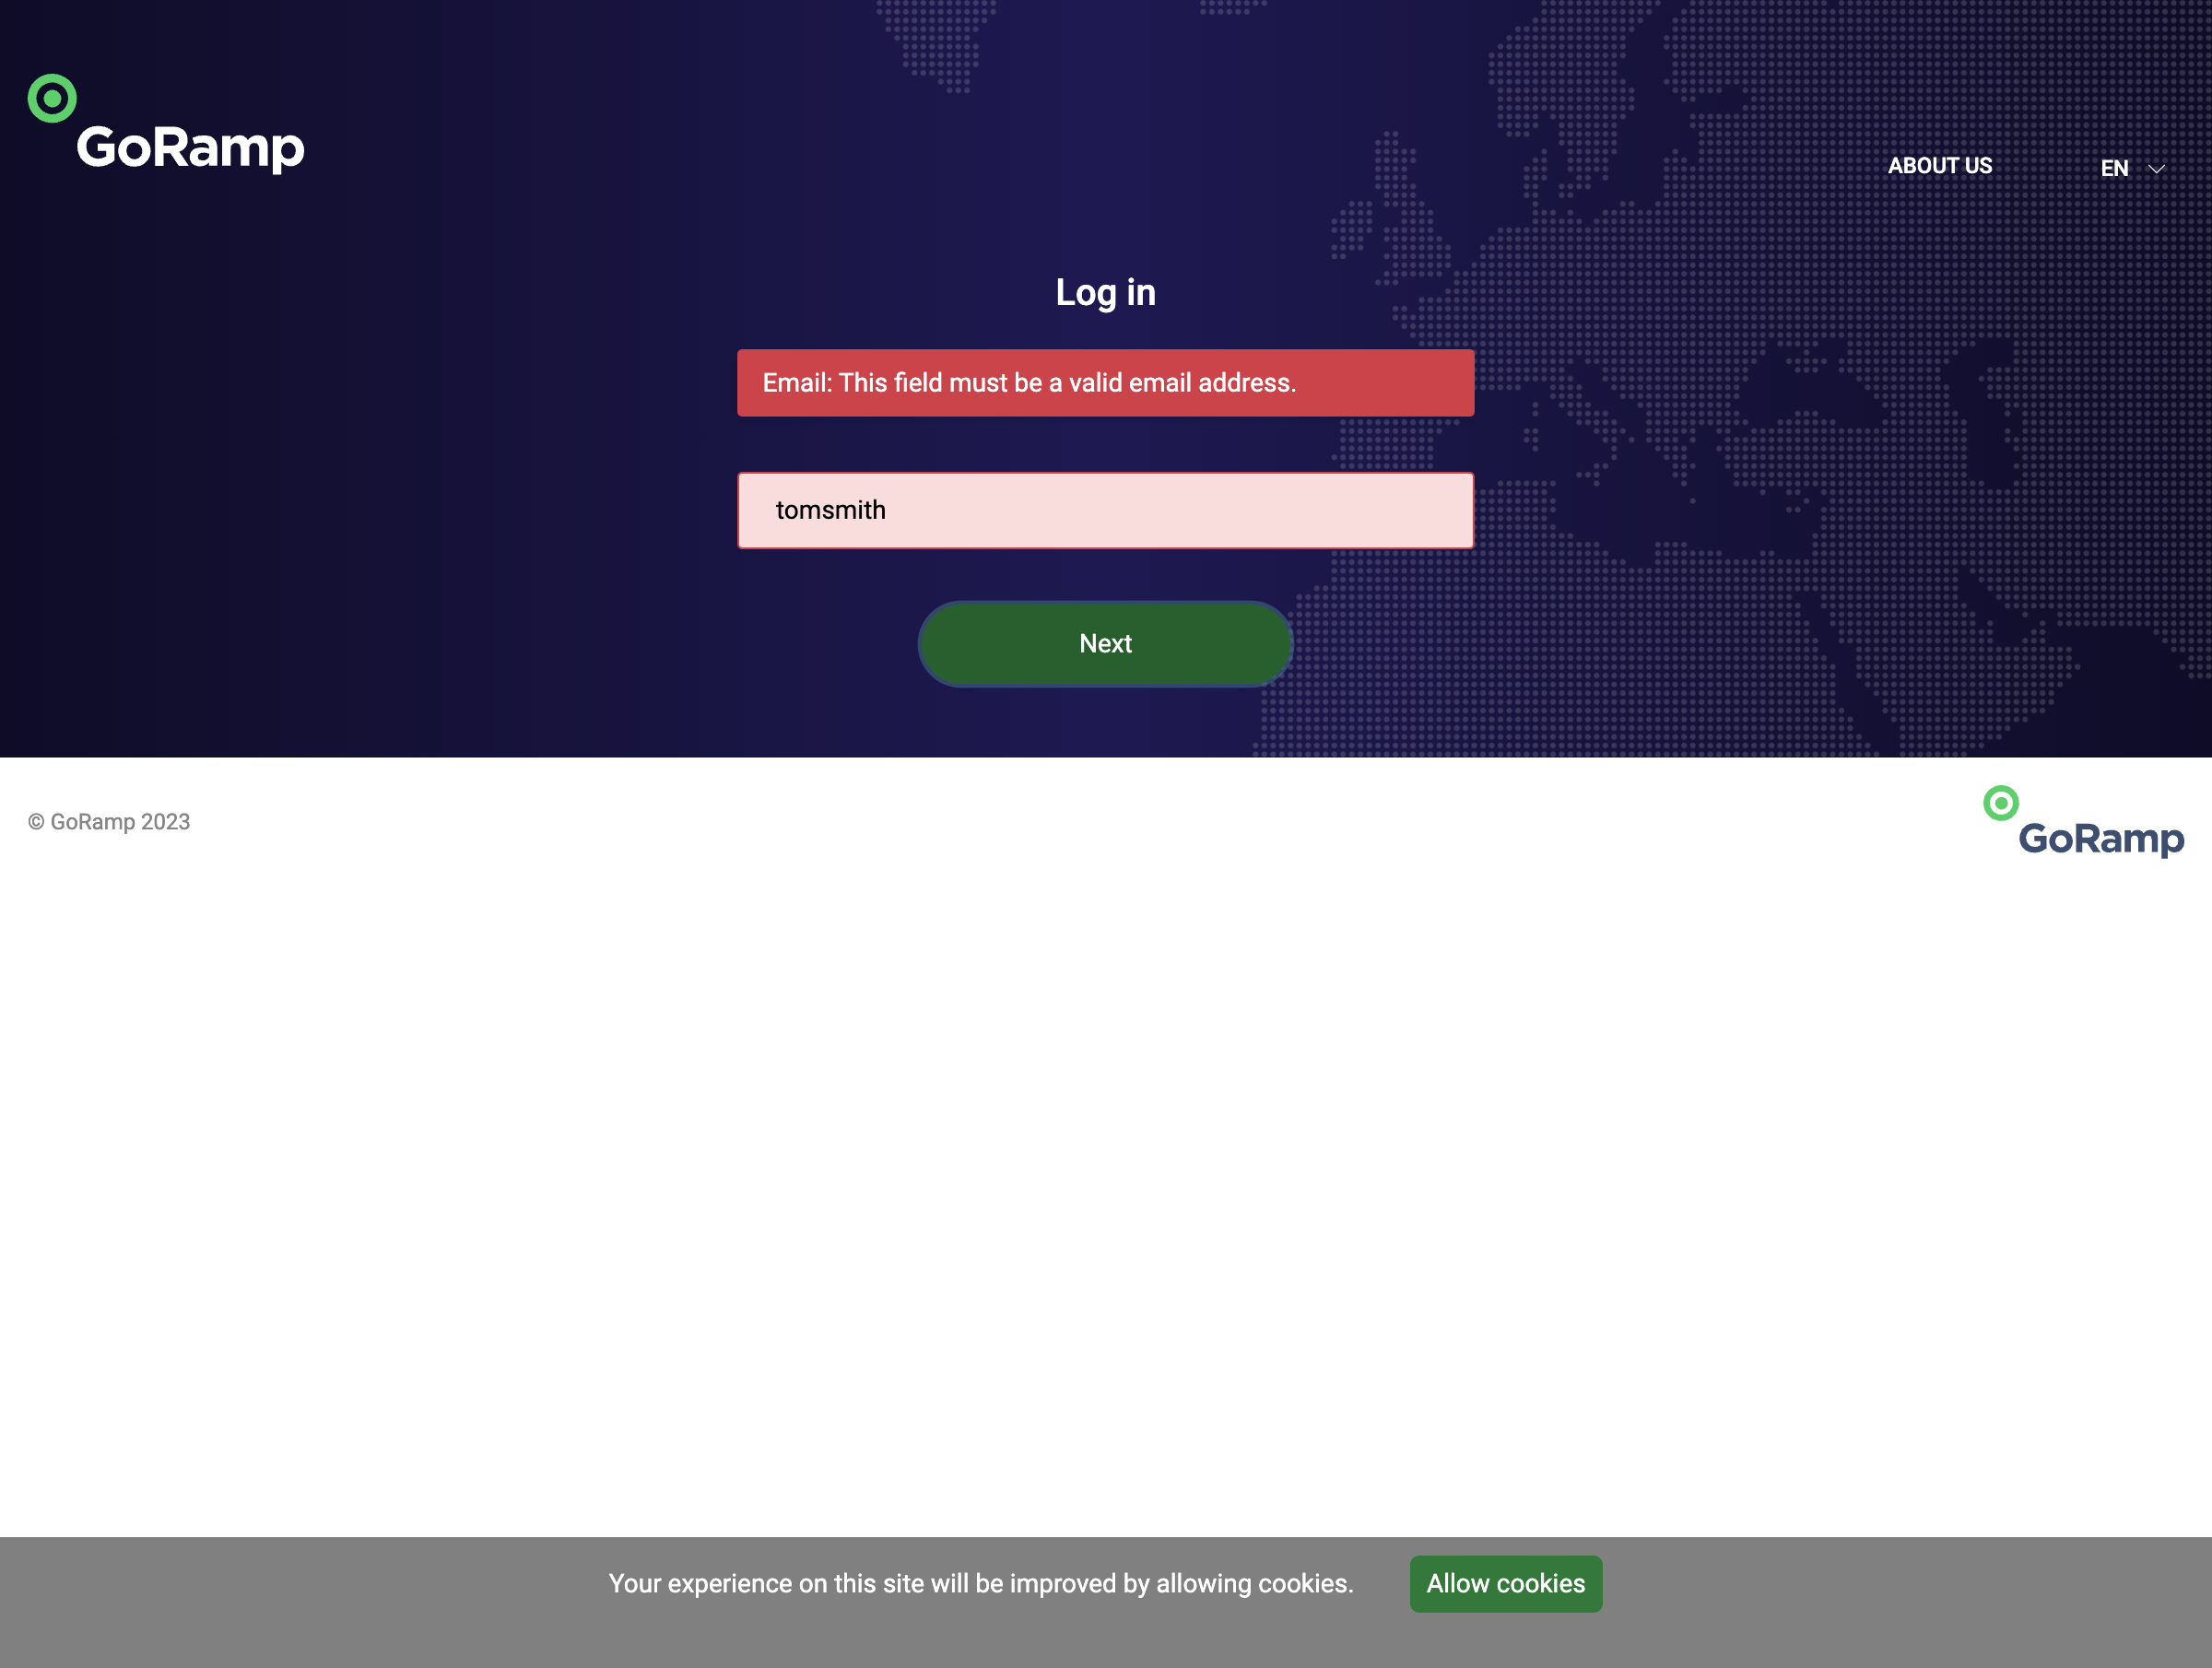 GoRamp
ABOUT US
EN
Log in
Email: This field must be a valid email address.
tomsmith
Next
© GoRamp 2023
GoRamp
Your experience on this site will be improved by allowing cookies.
Allow cookies